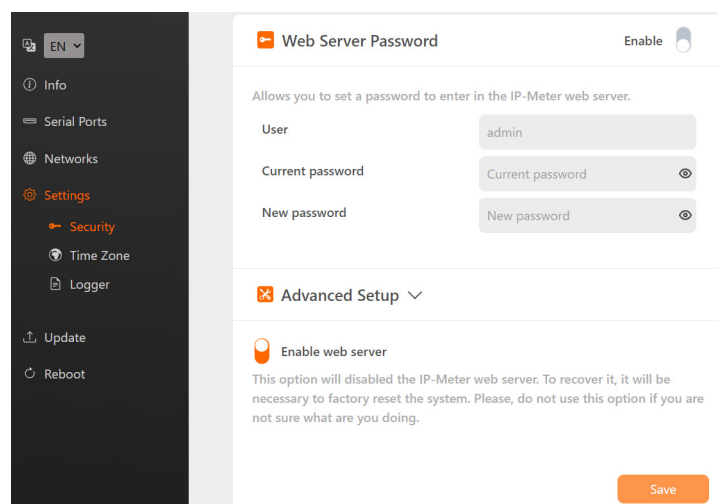 EN
Info
Serial Ports
Networks
Settings
Security
Time Zone
Logger
Update
Reboot
Web Server Password
Enable
Allows you to set a password to enter in the IP-Meter web server.
User
admin
Current password
Current password
New password
New password
Advanced Setup
Enable web server
This option will disabled the IP-Meter web server. To recover it, it will be
necessary to factory reset the system. Please, do not use this option if you are
not sure what are you doing.
Save